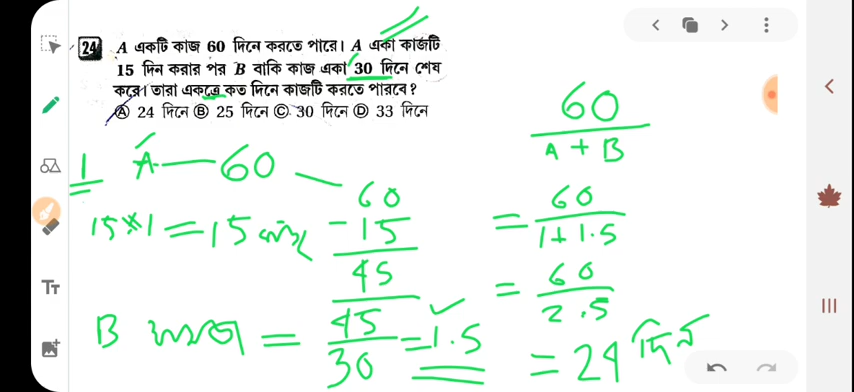 24 A একটি কাজ 60 দিনে করতে পারে। A একা কাজটি
15 দিন করার পর B বাকি কাজ একা 30 দিনে শেষ
করে। তারা একত্রে কত দিনে কাজটি করতে পারবে?
Ⓐ 24 দিনে Ⓑ 25 দিনে Ⓒ 30 দিনে Ⓓ 33 দিনে
1 A — 60
15*1 = 15
60
- 15
45
B = 45/30 = 1.5
60/A + B
= 60/1+1.5
= 60/2.5
= 24 দিন
Tт